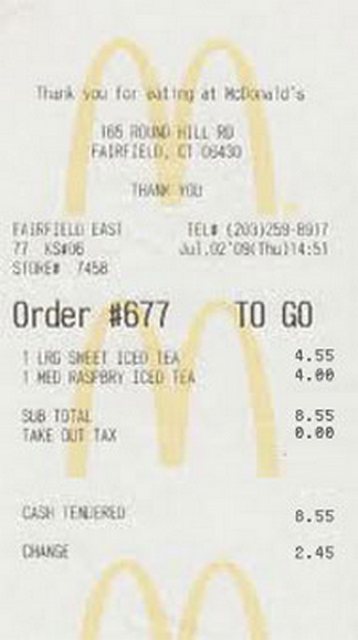 Thank you for eating at McDonald's
165 ROUND HILL RD
FAIRFIELD, CT 06430
THANK YOU
FAIRFIELD EAST TEL# (203)259-8917
77 KS#06 Jul.02'09(Thu)14:51
STORE# 7458
Order #677 TO GO
1 LRG SWEET ICED TEA 4.55
1 MED RASPBRY ICED TEA 4.00
SUB TOTAL 8.55
TAKE OUT TAX 0.00
CASH TENDERED 8.55
CHANGE 2.45